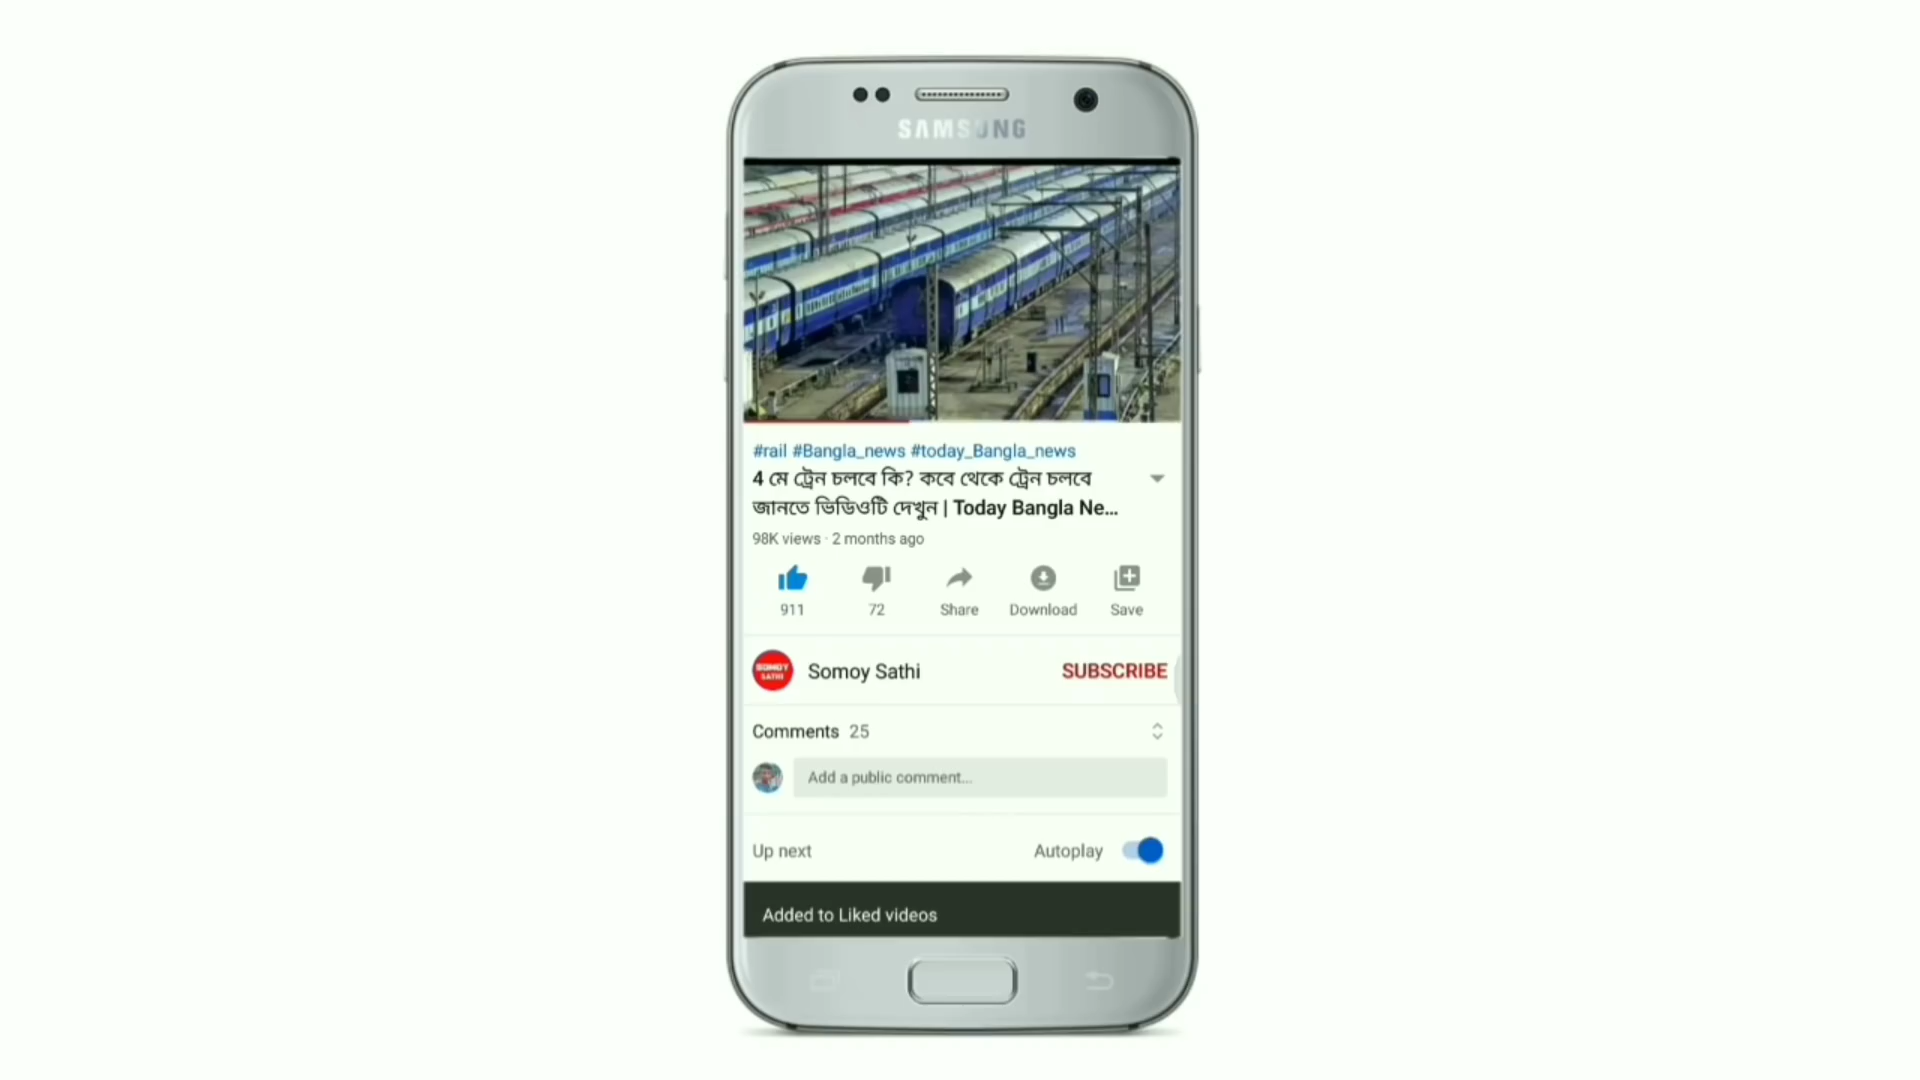 SAMSUNG
#rail #Bangla_news #today_Bangla_news
4 মে ট্রেন চলবে কি? কবে থেকে ট্রেন চলবে
জানতে ভিডিওটি দেখুন | Today Bangla Ne...
98K views · 2 months ago
911
72
Share
Download
Save
SOMOY
SATHI
Somoy Sathi
SUBSCRIBE
Comments 25
Add a public comment...
Up next
Autoplay
Added to Liked videos